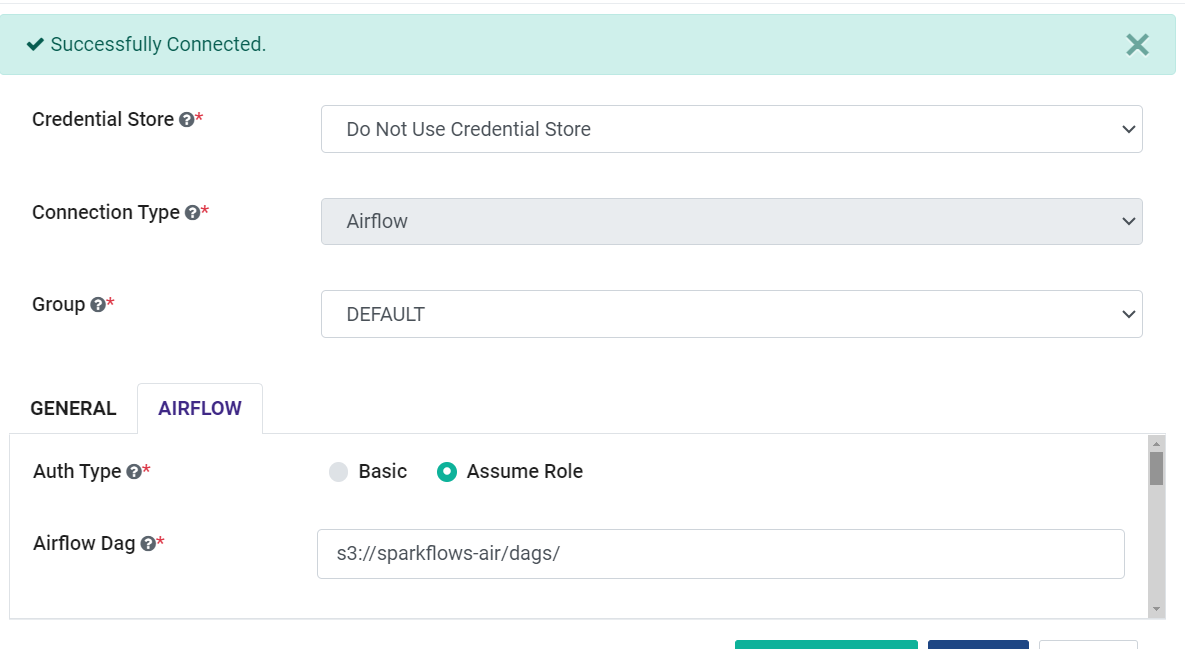 Successfully Connected.
Credential Store *
Do Not Use Credential Store
Connection Type *
Airflow
Group *
DEFAULT
GENERAL AIRFLOW
Auth Type * Basic Assume Role
Airflow Dag *
s3://sparkflows-air/dags/